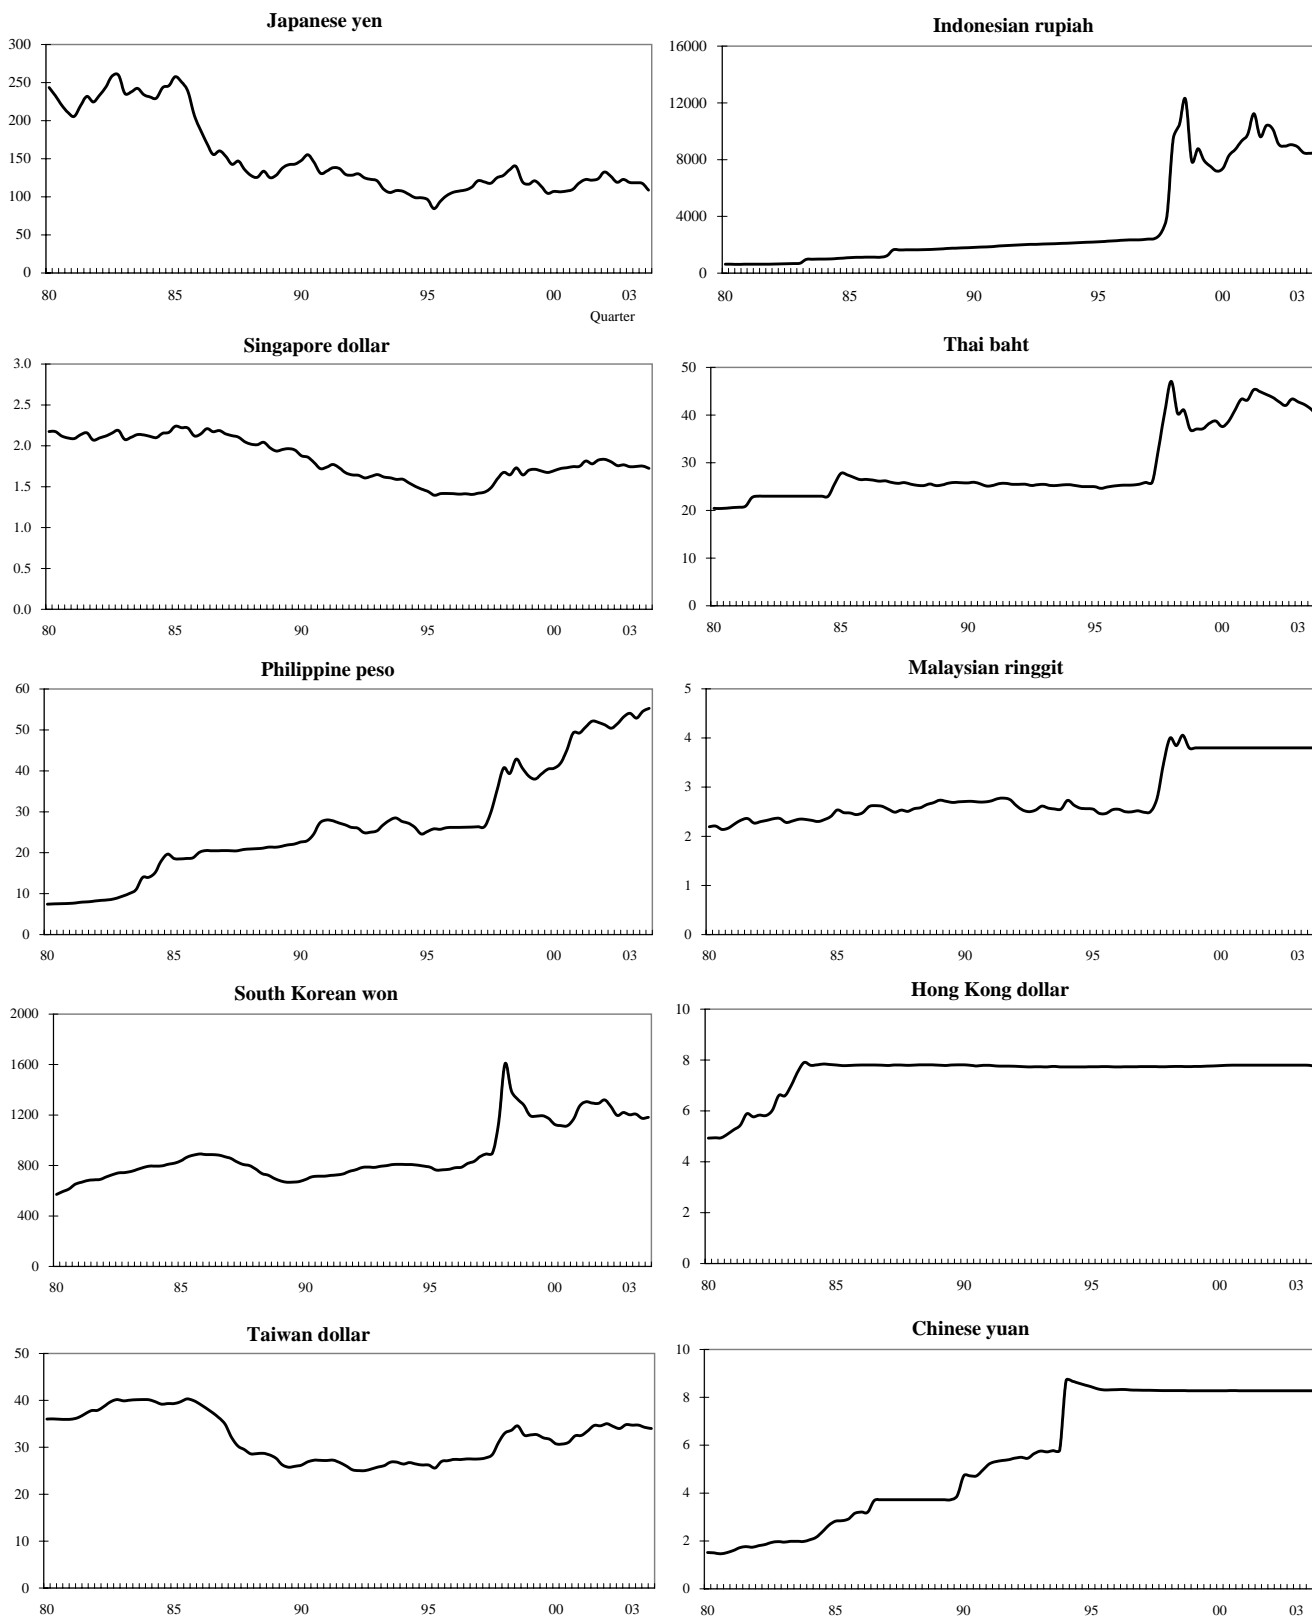 Japanese yen
300
250
200
150
100
50
0
80 85 90 95 00 03
Quarter
Indonesian rupiah
16000
12000
8000
4000
0
80 85 90 95 00 03
Singapore dollar
3.0
2.5
2.0
1.5
1.0
0.5
0.0
80 85 90 95 00 03
Thai baht
50
40
30
20
10
0
80 85 90 95 00 03
Philippine peso
60
50
40
30
20
10
0
80 85 90 95 00 03
Malaysian ringgit
5
4
3
2
1
0
80 85 90 95 00 03
South Korean won
2000
1600
1200
800
400
0
80 85 90 95 00 03
Hong Kong dollar
10
8
6
4
2
0
80 85 90 95 00 03
Taiwan dollar
50
40
30
20
10
0
80 85 90 95 00 03
Chinese yuan
10
8
6
4
2
0
80 85 90 95 00 03